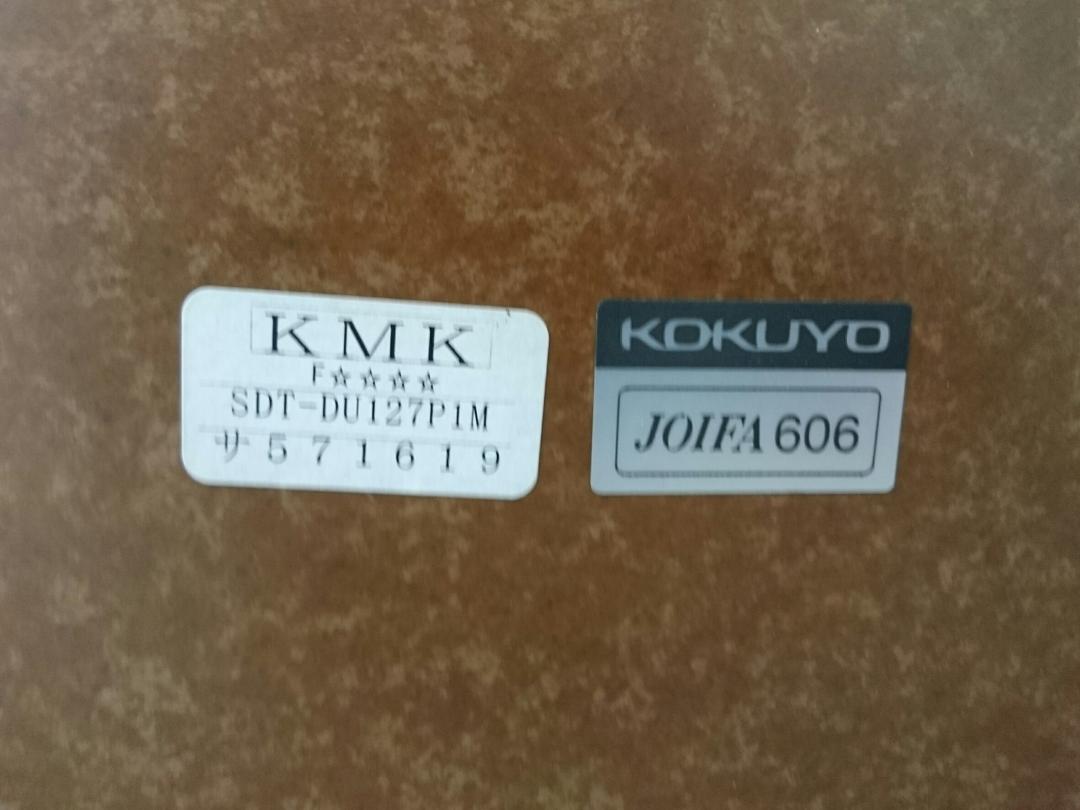 KMK
F☆☆☆☆
SDT-DU127P1M
サ571619
KOKUYO
JOIFA 606